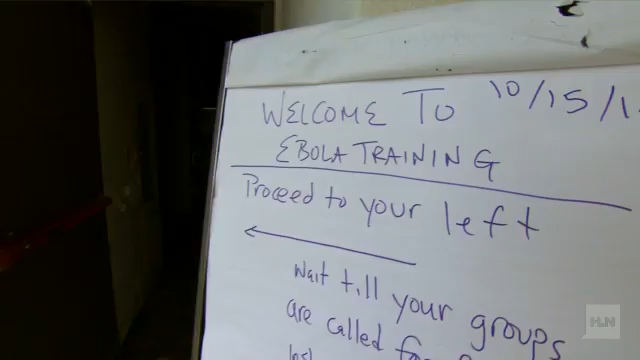 WELCOME TO 10/15/1
EBOLA TRAINING
Proceed to your left
Wait till your groups
are called
HLN